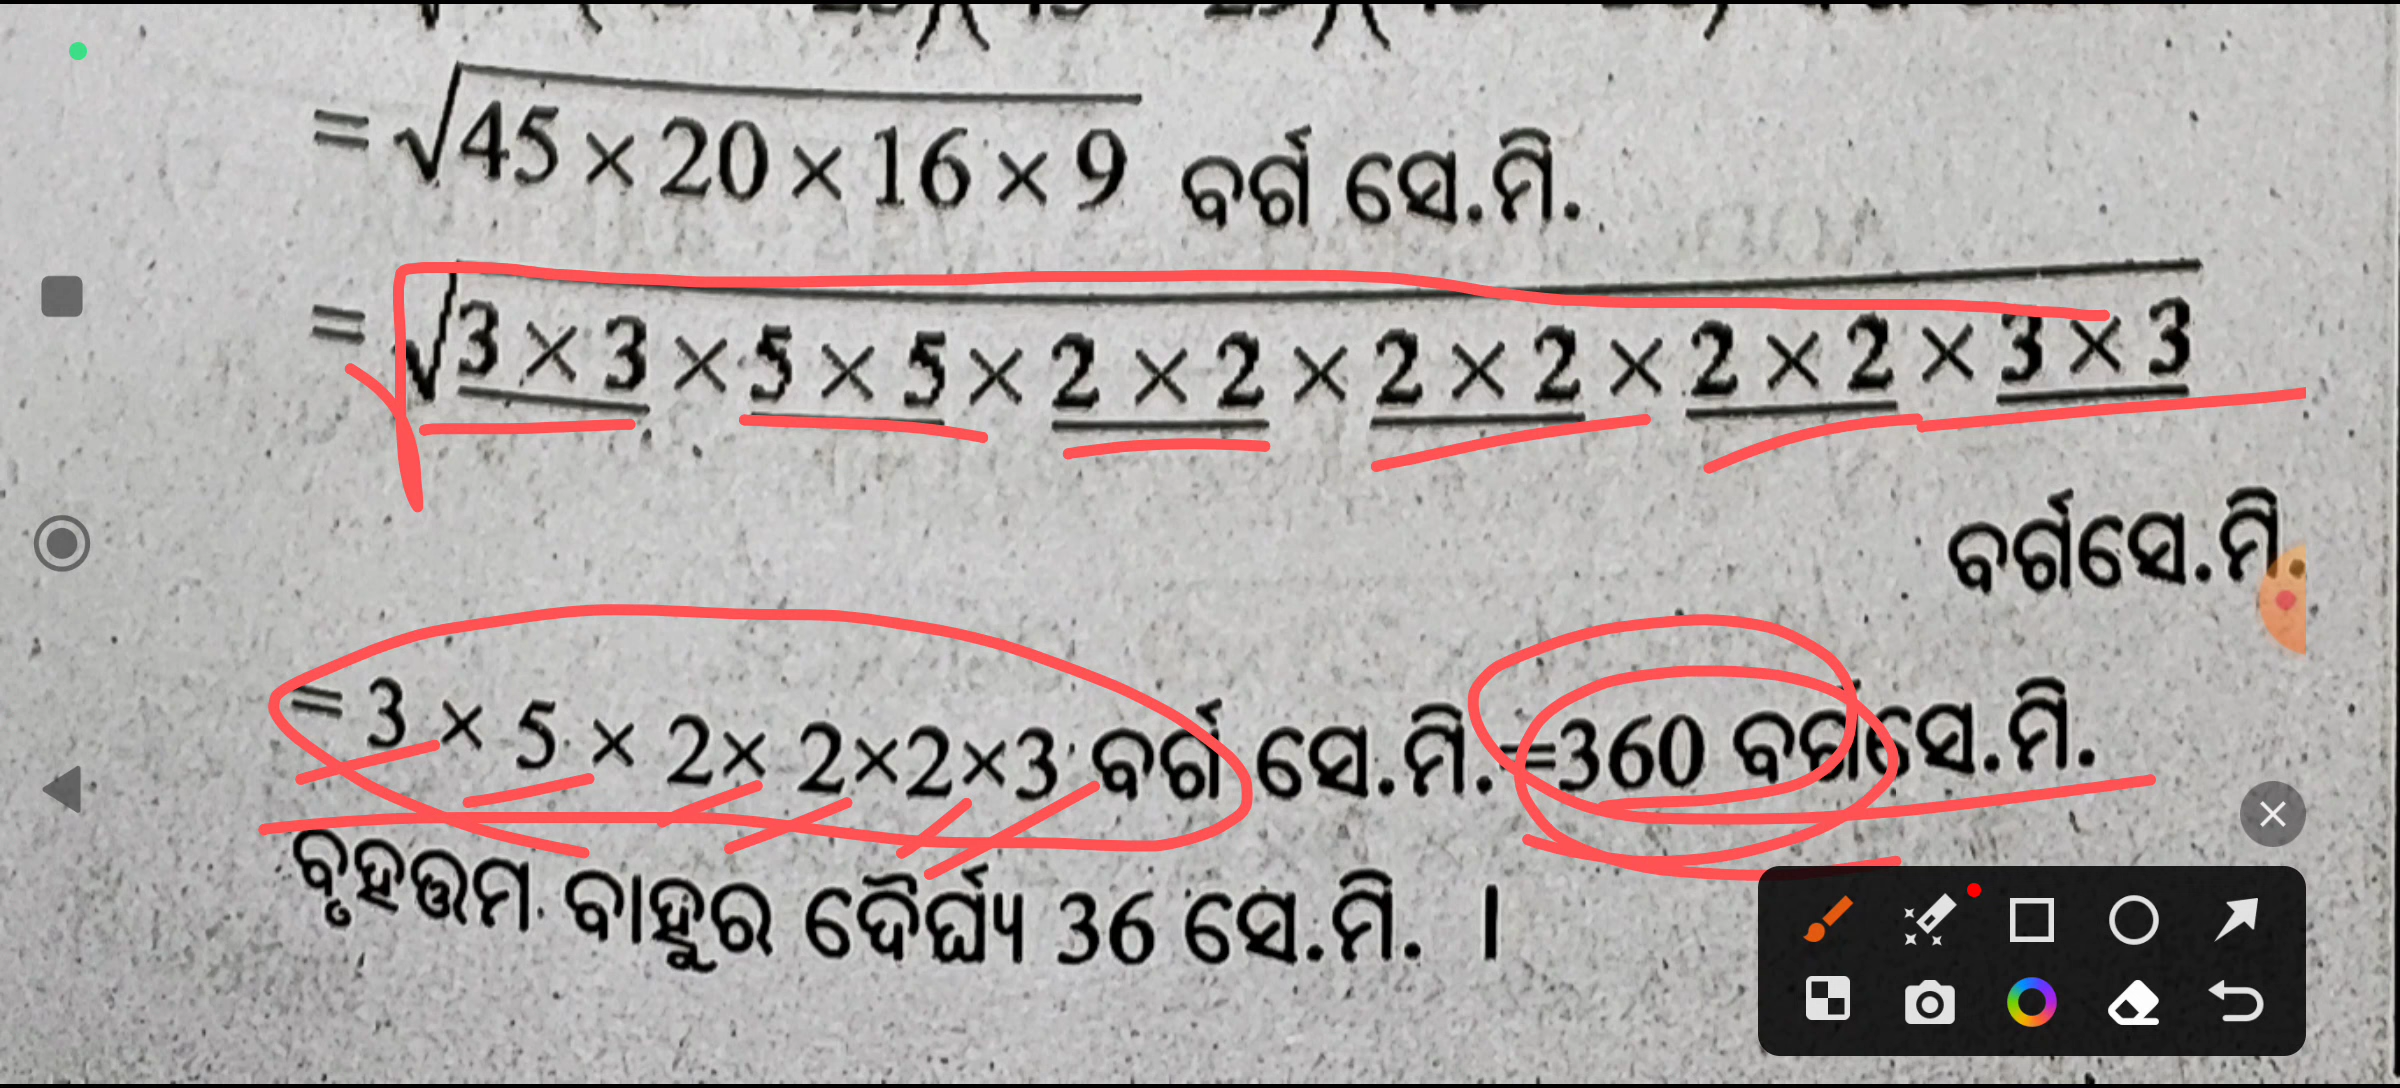 = √45 × 20 × 16 × 9 ବର୍ଗ ସେ.ମି.
= √3 × 3 × 5 × 5 × 2 × 2 × 2 × 2 × 2 × 2 × 3 × 3
ବର୍ଗସେ.ମି.
= 3 × 5 × 2 × 2 × 2 × 3 ବର୍ଗ ସେ.ମି. =360 ବର୍ଗସେ.ମି.
ବୃହତ୍ତମ ବାହୁର ଦୈର୍ଘ୍ୟ 36 ସେ.ମି. ।